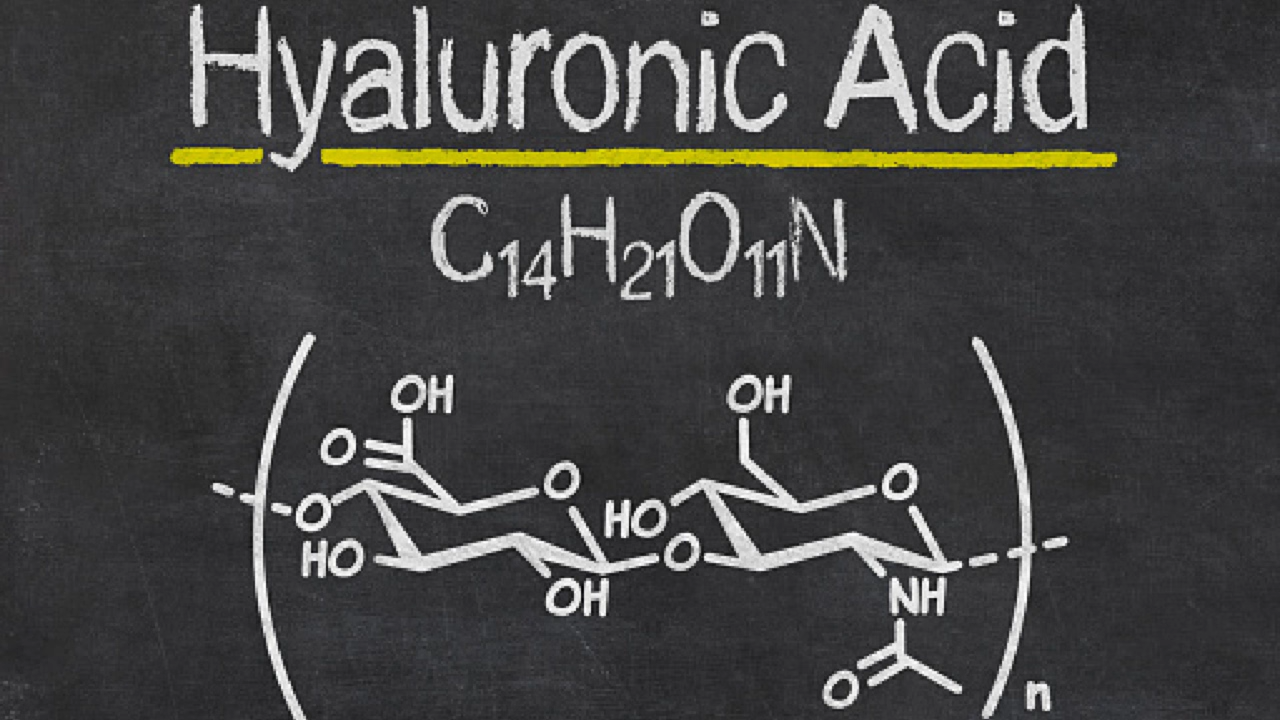 Hyaluronic Acid
C₁₄H₂₁O₁₁N
OH OH
O O O
O HO
HO O
OH NH
O
n